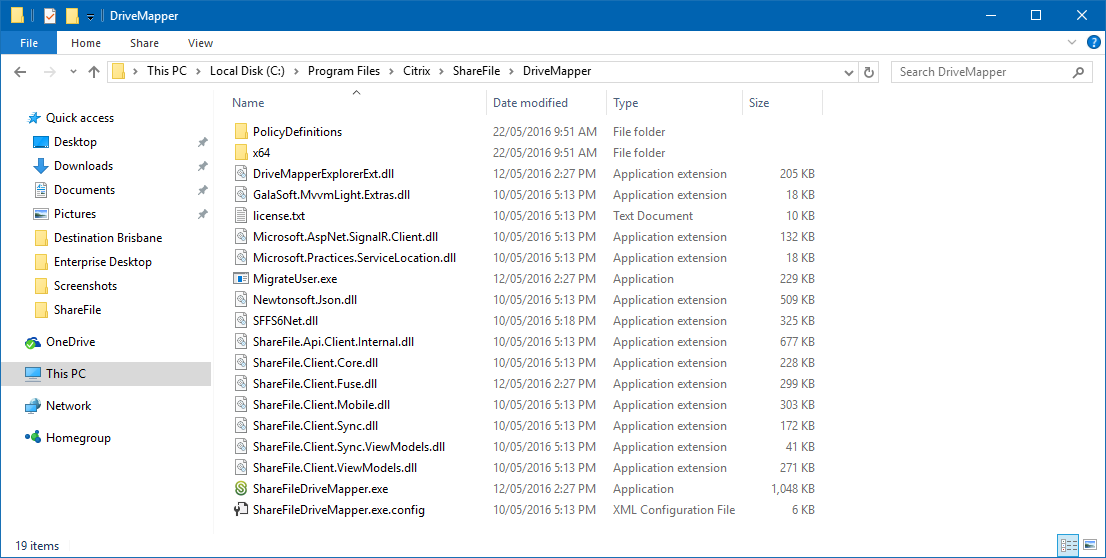 DriveMapper
File Home Share View
This PC Local Disk (C:) Program Files Citrix ShareFile DriveMapper Search DriveMapper
Quick access
Desktop
Downloads
Documents
Pictures
Destination Brisbane
Enterprise Desktop
Screenshots
ShareFile
OneDrive
This PC
Network
Homegroup
Name Date modified Type Size
PolicyDefinitions 22/05/2016 9:51 AM File folder
x64 22/05/2016 9:51 AM File folder
DriveMapperExplorerExt.dll 12/05/2016 2:27 PM Application extension 205 KB
GalaSoft.MvvmLight.Extras.dll 10/05/2016 5:13 PM Application extension 18 KB
license.txt 10/05/2016 5:13 PM Text Document 10 KB
Microsoft.AspNet.SignalR.Client.dll 10/05/2016 5:13 PM Application extension 132 KB
Microsoft.Practices.ServiceLocation.dll 10/05/2016 5:13 PM Application extension 18 KB
MigrateUser.exe 12/05/2016 2:27 PM Application 229 KB
Newtonsoft.Json.dll 10/05/2016 5:13 PM Application extension 509 KB
SFFS6Net.dll 10/05/2016 5:18 PM Application extension 325 KB
ShareFile.Api.Client.Internal.dll 10/05/2016 5:13 PM Application extension 677 KB
ShareFile.Client.Core.dll 10/05/2016 5:13 PM Application extension 228 KB
ShareFile.Client.Fuse.dll 12/05/2016 2:27 PM Application extension 299 KB
ShareFile.Client.Mobile.dll 10/05/2016 5:13 PM Application extension 303 KB
ShareFile.Client.Sync.dll 10/05/2016 5:13 PM Application extension 172 KB
ShareFile.Client.Sync.ViewModels.dll 10/05/2016 5:13 PM Application extension 41 KB
ShareFile.Client.ViewModels.dll 10/05/2016 5:13 PM Application extension 271 KB
ShareFileDriveMapper.exe 12/05/2016 2:27 PM Application 1,048 KB
ShareFileDriveMapper.exe.config 10/05/2016 5:13 PM XML Configuration File 6 KB
19 items